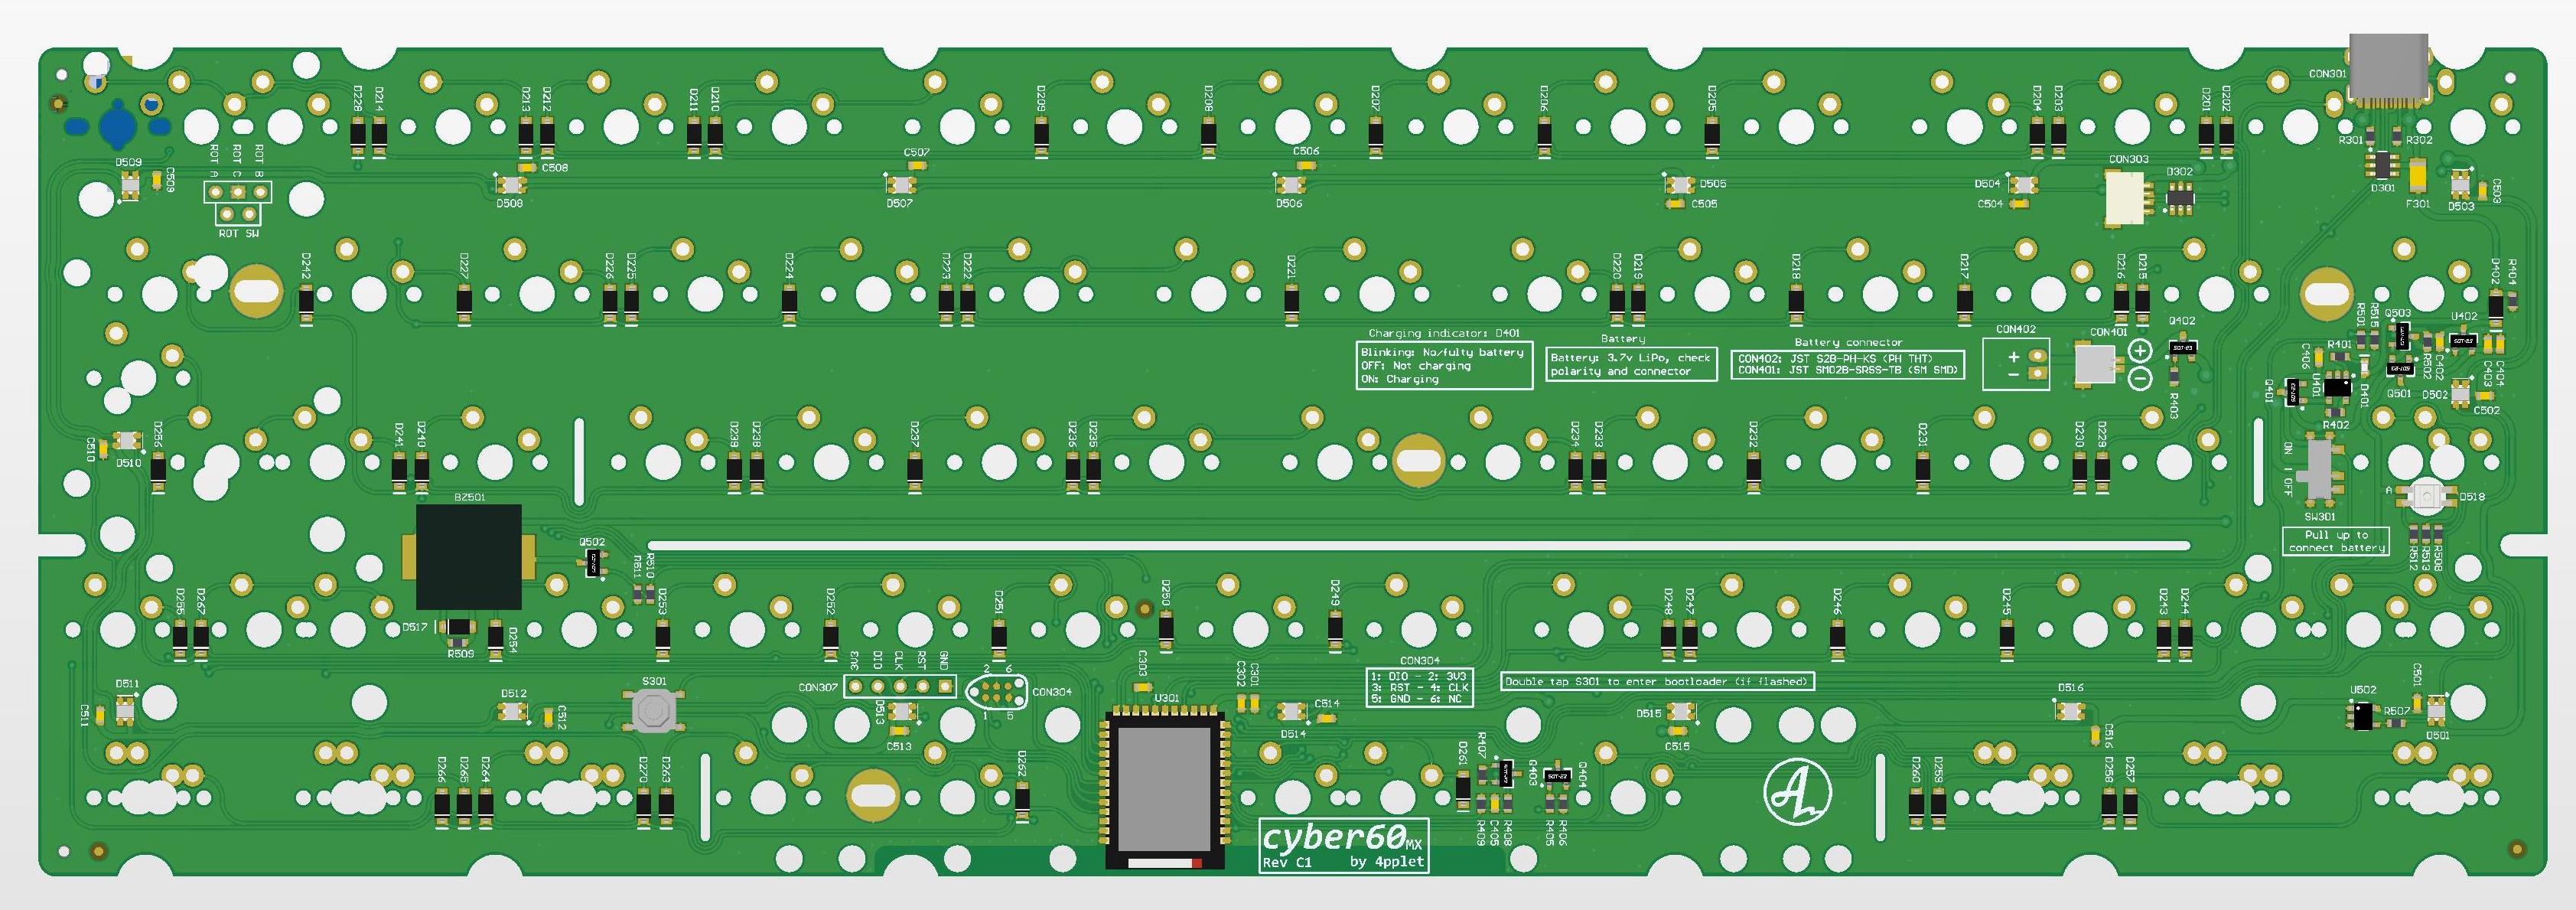 CON301
D228
D214
D213
D212
D211
D210
D209
D208
D207
D206
D205
D204
D203
D201
D202
R301
R302
ROT A
ROT C
ROT B
D509
C509
C508
D508
C507
D507
C506
D506
D505
C505
D504
C504
CON303
D302
D301
F301
D503
C503
ROT SW
D242
D227
D226
D225
D224
D223
D222
D221
D220
D219
D218
D217
D216
D215
D402
R404
Charging indicator: D401
Blinking: No/fulty battery
OFF: Not charging
ON: Charging
Battery
Battery: 3.7v LiPo, check
polarity and connector
Battery connector
CON402: JST S2B-PH-KS (PH THT)
CON401: JST SM02B-SRSS-TB (SM SMD)
CON402
+
-
CON401
+
-
Q402
R403
R501
R515
Q503
U402
R401
C406
U401
D401
R502
C402
C403
C404
Q401
Q501
D502
C502
R402
C510
D510
D256
D241
D240
D239
D238
D237
D236
D235
D234
D233
D232
D231
D230
D229
ON | OFF
SW301
A
D518
Pull up to
connect battery
R512
R513
R508
BZ501
Q502
R511
R510
D255
D267
D517
R509
D254
D253
D252
D251
D250
D249
D248
D247
D246
D245
D243
D244
3V3
DIO
CLK
RST
GND
CON307
2 6
CON304
1 5
C303
U301
C302
C301
CON304
1: DIO - 2: 3V3
3: RST - 4: CLK
5: GND - 6: NC
Double tap S301 to enter bootloader (if flashed)
D511
C511
D512
C512
S301
D513
C513
D514
C514
D515
C515
D516
C516
U502
R507
C501
D501
D266
D265
D264
D270
D263
D262
D261
R407
Q403
Q404
R409
C405
R408
R405
R406
D260
D259
D258
D257
cyber60MX
Rev C1 by 4pplet